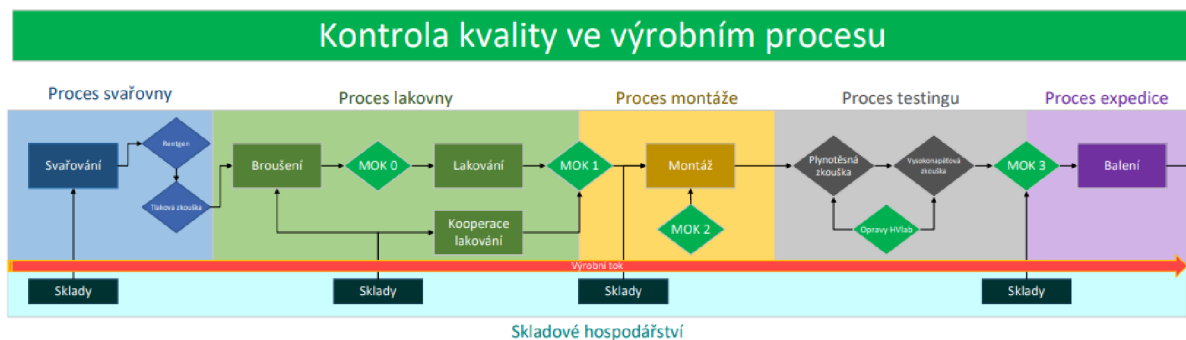 Kontrola kvality ve výrobním procesu
Proces svařovny
Proces lakovny
Proces montáže
Proces testingu
Proces expedice
Svařování
Rentgen
Tlaková zkouška
Broušení
MOK 0
Lakování
Kooperace
lakování
MOK 1
Montáž
MOK 2
Plynotěsná
zkouška
Vysokonapěťová
zkouška
Opravy HVlab
MOK 3
Balení
Výrobní tok
Sklady
Sklady
Sklady
Sklady
Skladové hospodářství